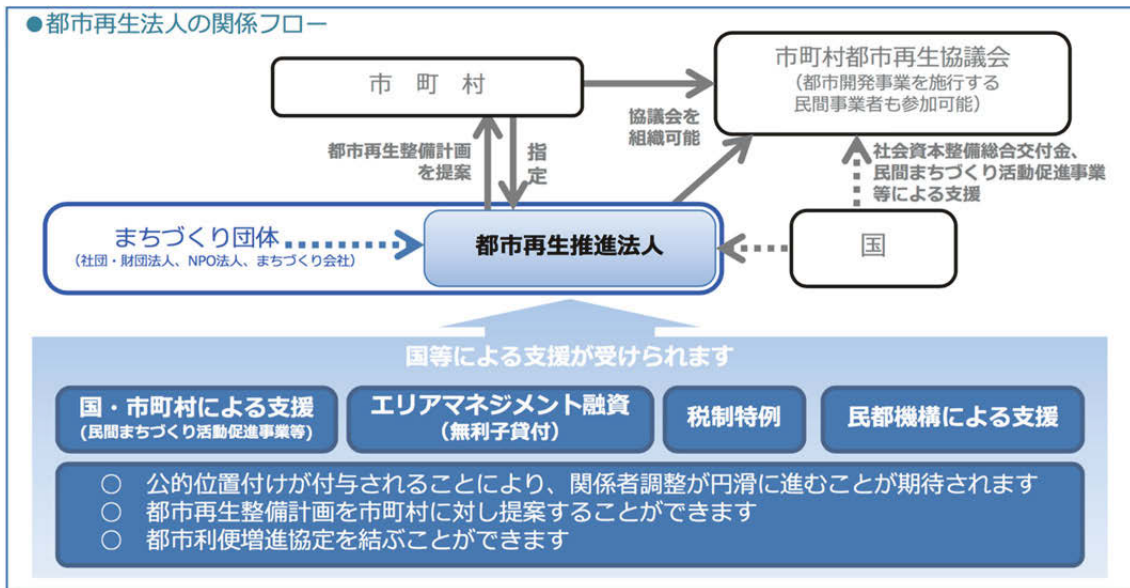 ●都市再生法人の関係フロー
市 町 村
市町村都市再生協議会
(都市開発事業を施行する
民間事業者も参加可能)
都市再生整備計画
を提案
指
定
協議会を
組織可能
社会資本整備総合交付金、
民間まちづくり活動促進事業
等による支援
まちづくり団体
(社団・財団法人、NPO法人、まちづくり会社)
都市再生推進法人
国
国等による支援が受けられます
国・市町村による支援
(民間まちづくり活動促進事業等)
エリアマネジメント融資
(無利子貸付)
税制特例
民都機構による支援
○ 公的位置付けが付与されることにより、関係者調整が円滑に進むことが期待されます
○ 都市再生整備計画を市町村に対し提案することができます
○ 都市利便増進協定を結ぶことができます